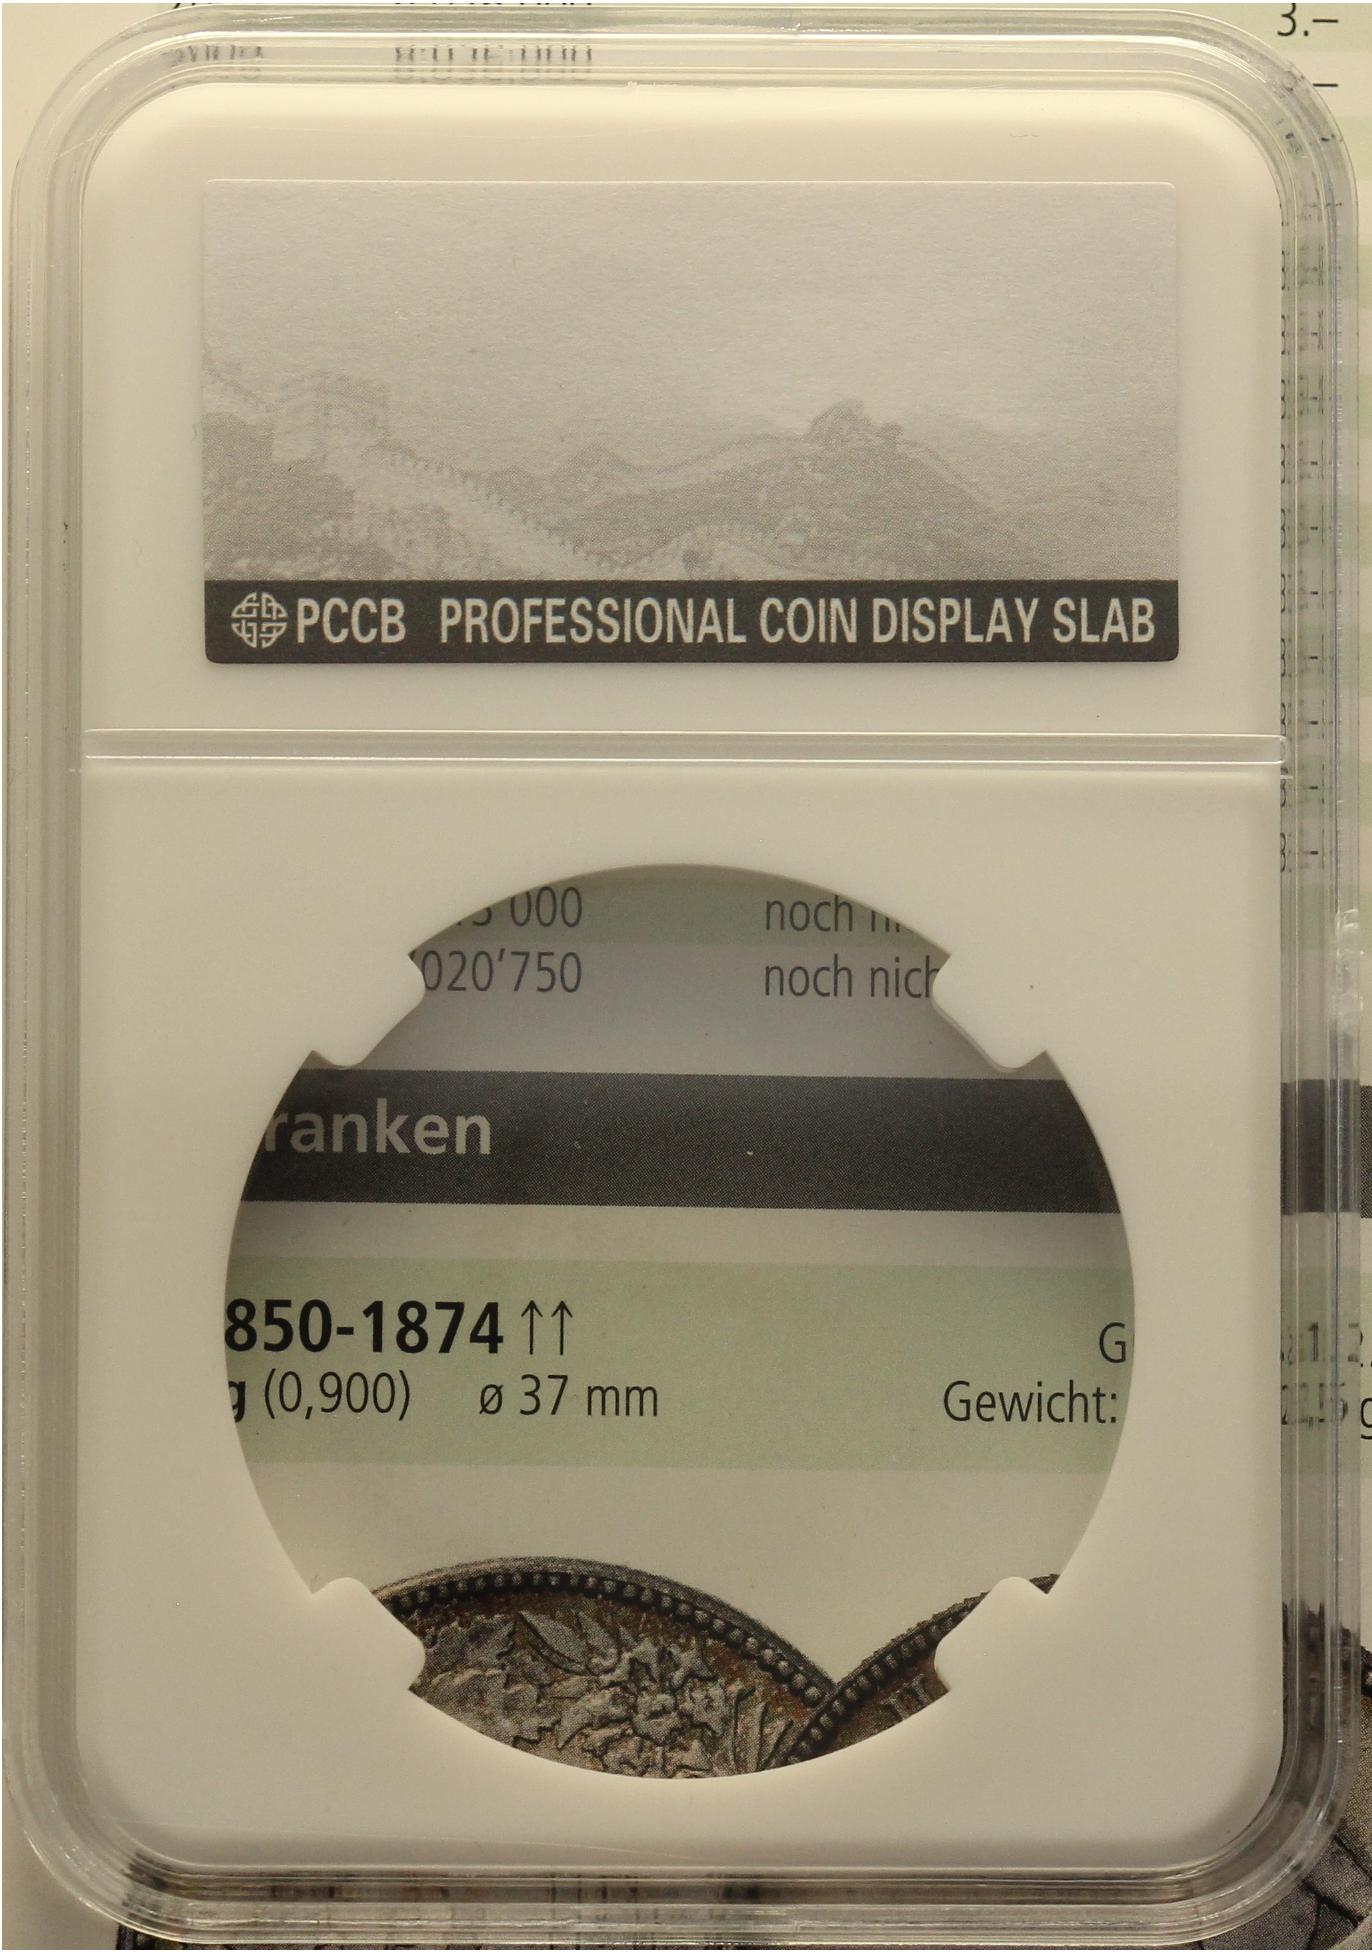 3.–
PCCB PROFESSIONAL COIN DISPLAY SLAB
000 noch
020’750 noch nich
ranken
850-1874 ↑↑
g (0,900) ø 37 mm Gewicht: